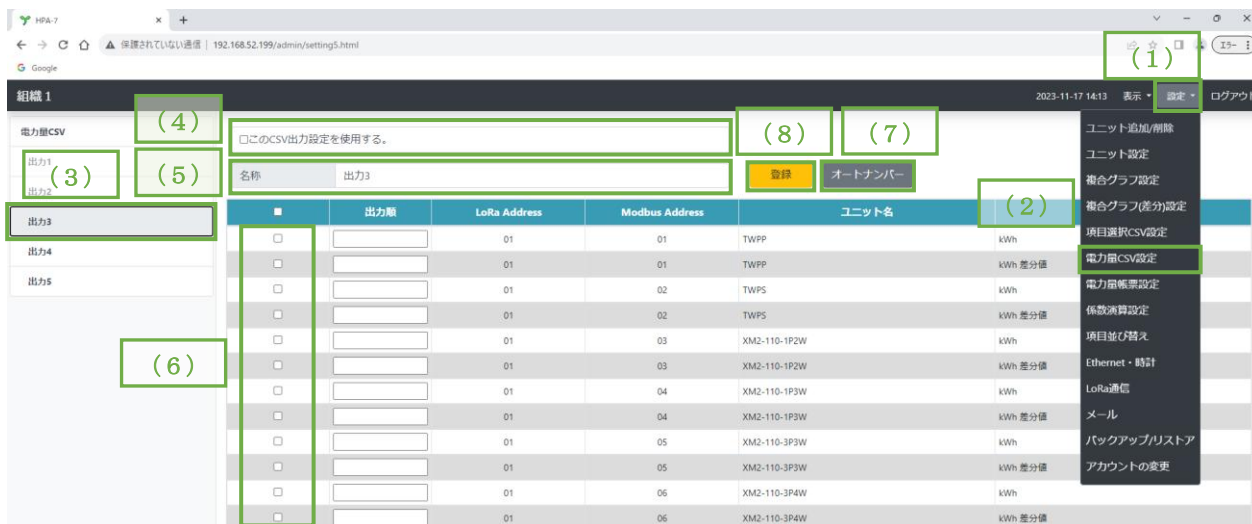 HPA-7
保護されていない通信 192.168.52.199/admin/setting5.html
エラー
Google
(1)
組織 1 2023-11-17 14:13 表示 設定 ログアウト
電力量CSV
(4)
□このCSV出力設定を使用する。
(8)
(7)
ユニット追加/削除
出力1
(3)
(5)
名称 出力3
登録 オートナンバー
ユニット設定
出力2
複合グラフ設定
出力3
出力順 LoRa Address Modbus Address ユニット名
(2)
複合グラフ(差分)設定
01 01 TWPP kWh
項目選択CSV設定
出力4
01 01 TWPP kWh 差分値
電力量CSV設定
出力5
01 02 TWPS kWh
電力量帳票設定
01 02 TWPS kWh 差分値
係数演算設定
01 03 XM2-110-1P2W kWh
項目並び替え
(6)
01 03 XM2-110-1P2W kWh 差分値
Ethernet・時計
01 04 XM2-110-1P3W kWh
LoRa通信
01 04 XM2-110-1P3W kWh 差分値
メール
01 05 XM2-110-3P3W kWh
バックアップ/リストア
01 05 XM2-110-3P3W kWh 差分値
アカウントの変更
01 06 XM2-110-3P4W kWh
01 06 XM2-110-3P4W kWh 差分値